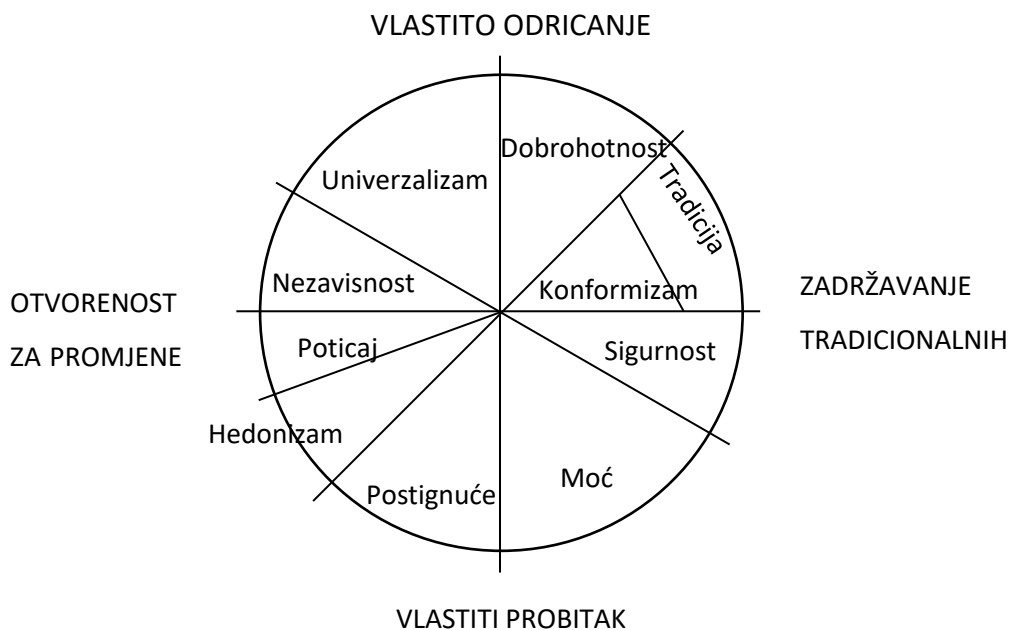 VLASTITO ODRICANJE
Dobrohotnost
Univerzalizam
Tradicija
Nezavisnost
Konformizam
OTVORENOST
ZA PROMJENE
ZADRŽAVANJE
TRADICIONALNIH
Poticaj
Sigurnost
Hedonizam
Postignuće
Moć
VLASTITI PROBITAK